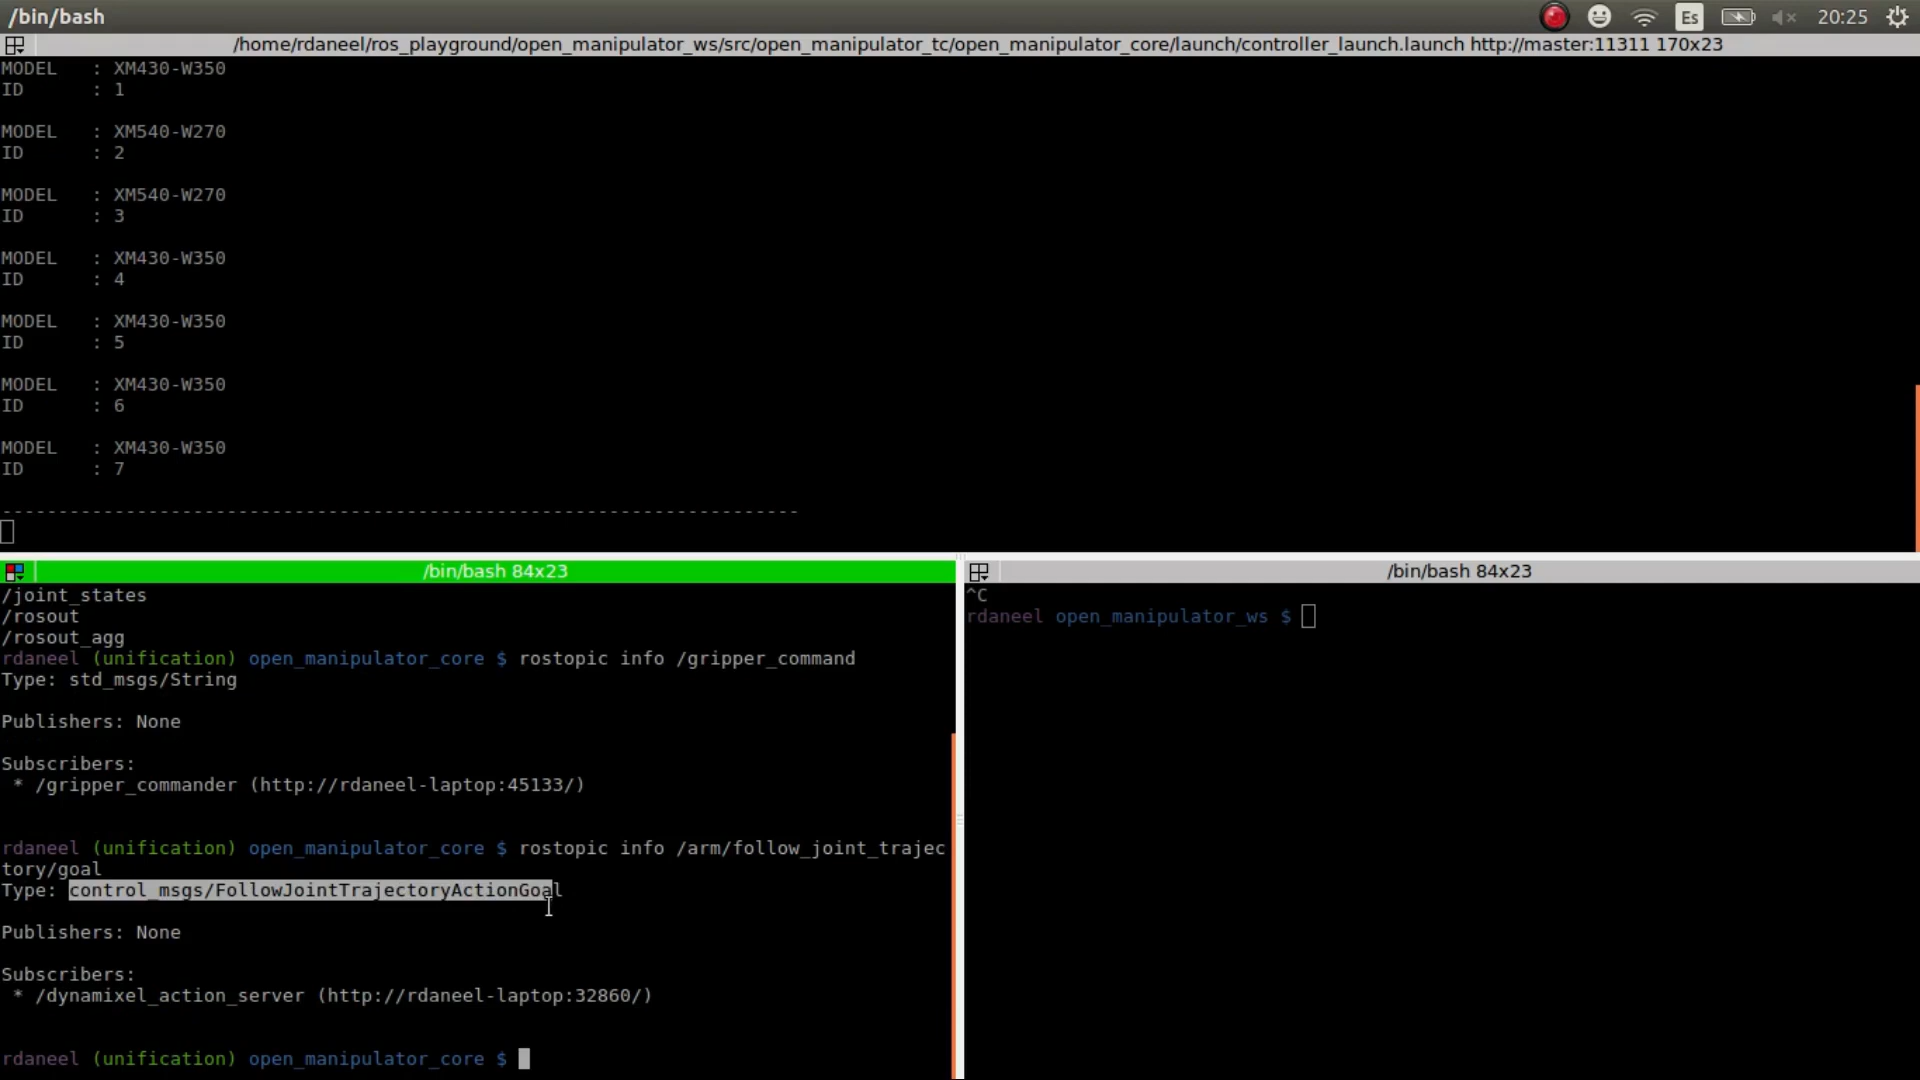 /bin/bash
Es
20:25
/home/rdaneel/ros_playground/open_manipulator_ws/src/open_manipulator_tc/open_manipulator_core/launch/controller_launch.launch http://master:11311 170x23
MODEL : XM430-W350
ID : 1
MODEL : XM540-W270
ID : 2
MODEL : XM540-W270
ID : 3
MODEL : XM430-W350
ID : 4
MODEL : XM430-W350
ID : 5
MODEL : XM430-W350
ID : 6
MODEL : XM430-W350
ID : 7
-----------------------------------------------------------------------
/bin/bash 84x23
/joint_states
/rosout
/rosout_agg
rdaneel (unification) open_manipulator_core $ rostopic info /gripper_command
Type: std_msgs/String
Publishers: None
Subscribers:
* /gripper_commander (http://rdaneel-laptop:45133/)
rdaneel (unification) open_manipulator_core $ rostopic info /arm/follow_joint_trajec
tory/goal
Type: control_msgs/FollowJointTrajectoryActionGoal
Publishers: None
Subscribers:
* /dynamixel_action_server (http://rdaneel-laptop:32860/)
rdaneel (unification) open_manipulator_core $
/bin/bash 84x23
^C
rdaneel open_manipulator_ws $